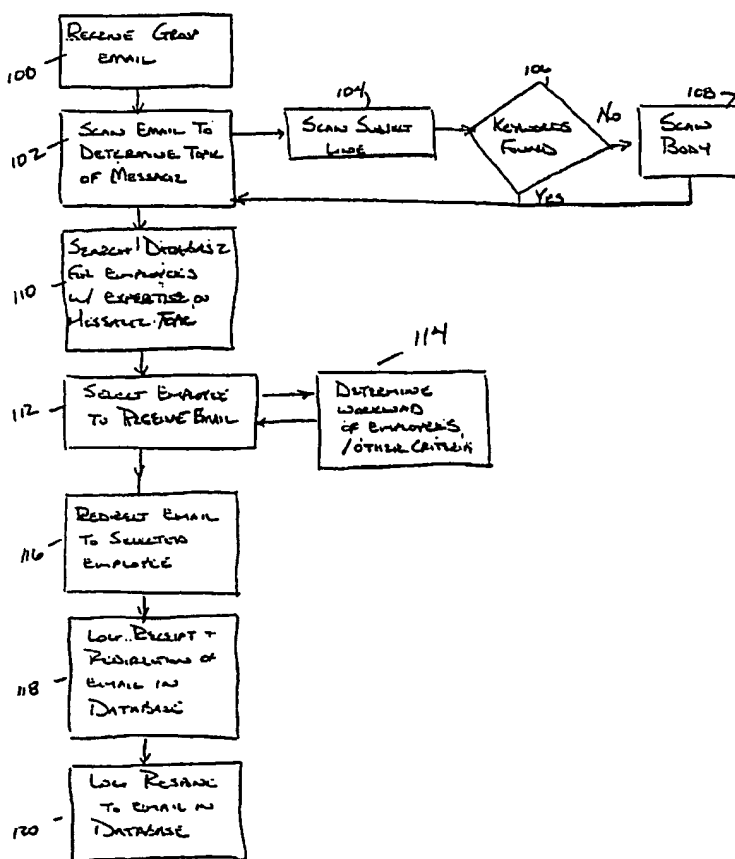 RECEIVE GROUP
EMAIL
100
SCAN EMAIL TO
DETERMINE TOPIC
OF MESSAGE
102
104
SCAN SUBJECT
LINE
106
KEYWORDS
FOUND
No
Yes
108
SCAN
BODY
SEARCH DATABASE
FOR EMPLOYEES
W/ EXPERTISE ON
MESSAGE TOPIC
110
SELECT EMPLOYEE
TO RECEIVE EMAIL
112
114
DETERMINE
WORKLOAD
OF EMPLOYEES
/OTHER CRITERIA
REDIRECT EMAIL
TO SELECTED
EMPLOYEE
116
LOG RECEIPT +
REDIRECTION OF
EMAIL IN
DATABASE
118
LOG RESPONSE
TO EMAIL IN
DATABASE
120